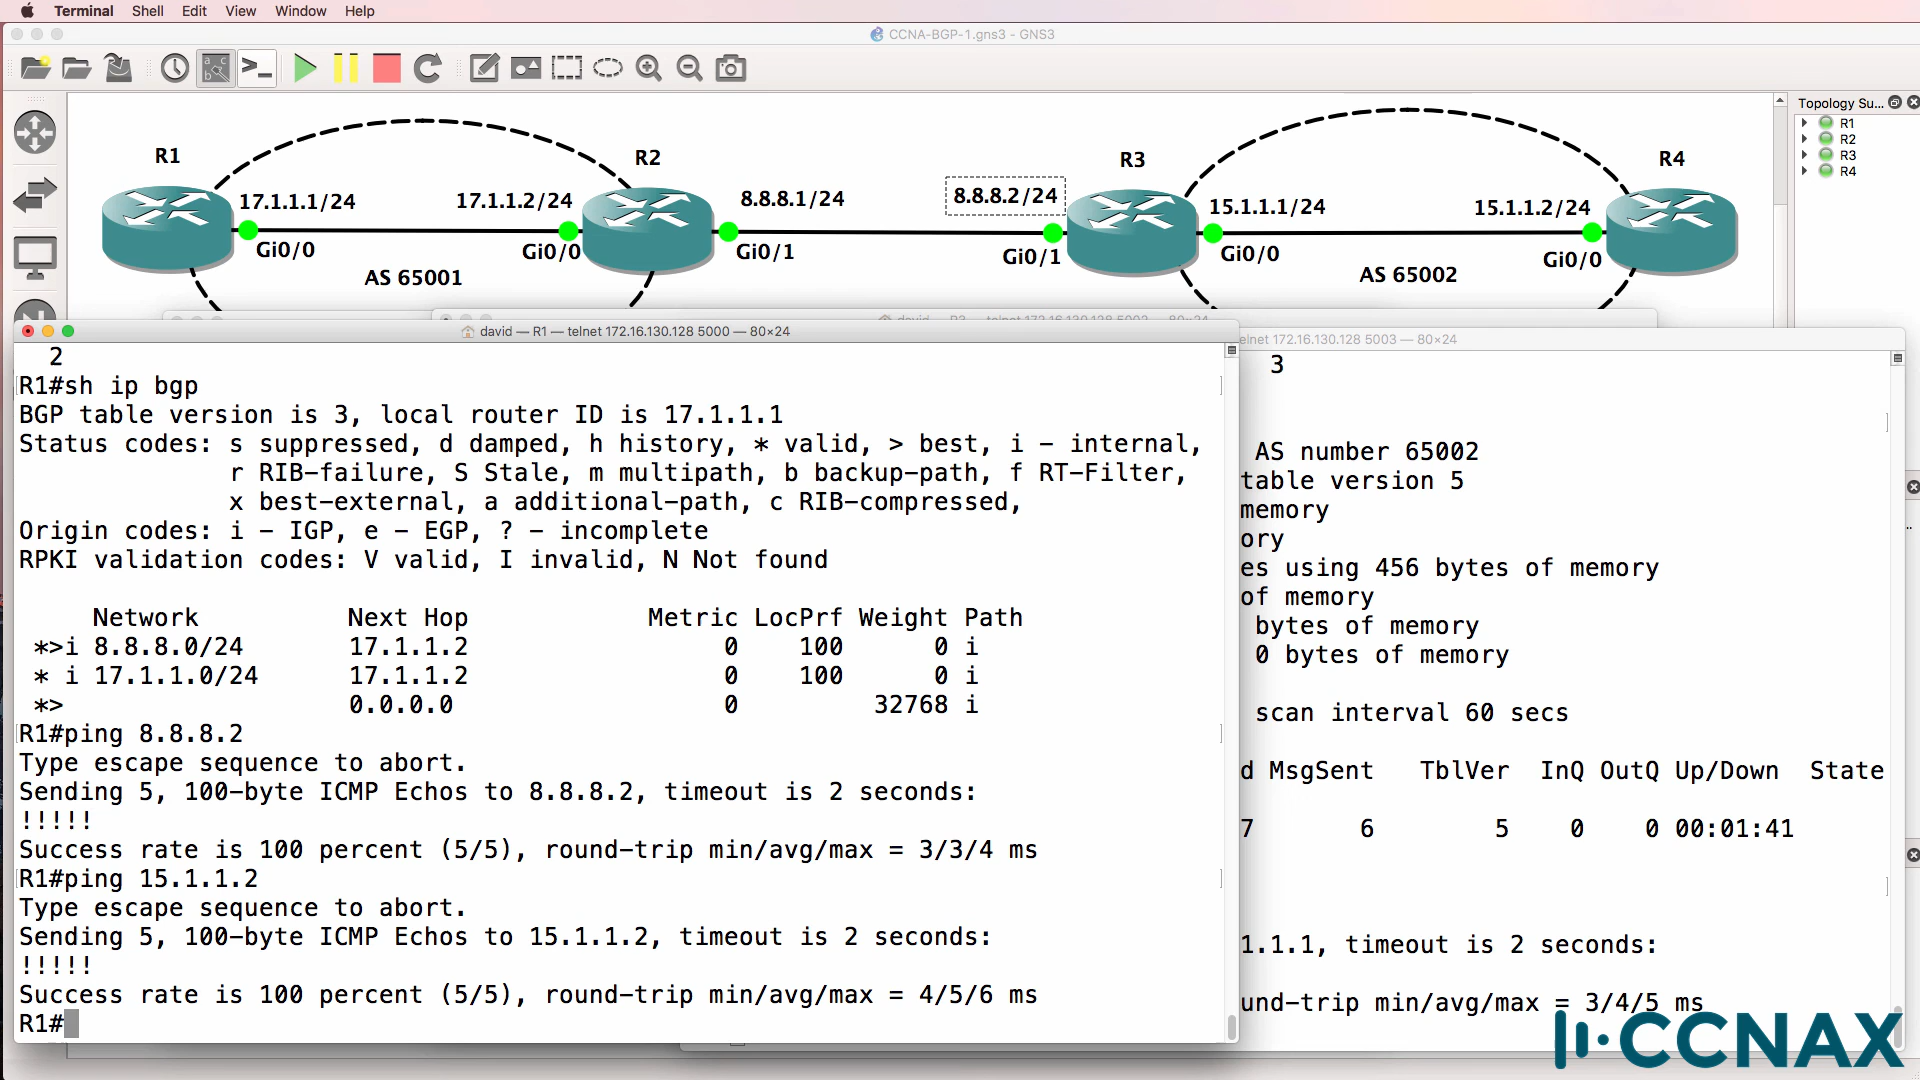 Terminal Shell Edit View Window Help
CCNA-BGP-1.gns3 - GNS3
Topology Su...
R1
R2
R3
R4
R1
R2
R3
R4
17.1.1.1/24
17.1.1.2/24
8.8.8.1/24
8.8.8.2/24
15.1.1.1/24
15.1.1.2/24
Gi0/0
Gi0/0
Gi0/1
Gi0/1
Gi0/0
Gi0/0
AS 65001
AS 65002
david — R1 — telnet 172.16.130.128 5000 — 80×24
2
R1#sh ip bgp
BGP table version is 3, local router ID is 17.1.1.1
Status codes: s suppressed, d damped, h history, * valid, > best, i - internal,
r RIB-failure, S Stale, m multipath, b backup-path, f RT-Filter,
x best-external, a additional-path, c RIB-compressed,
Origin codes: i - IGP, e - EGP, ? - incomplete
RPKI validation codes: V valid, I invalid, N Not found
Network Next Hop Metric LocPrf Weight Path
*>i 8.8.8.0/24 17.1.1.2 0 100 0 i
* i 17.1.1.0/24 17.1.1.2 0 100 0 i
*> 0.0.0.0 0 32768 i
R1#ping 8.8.8.2
Type escape sequence to abort.
Sending 5, 100-byte ICMP Echos to 8.8.8.2, timeout is 2 seconds:
!!!!!
Success rate is 100 percent (5/5), round-trip min/avg/max = 3/3/4 ms
R1#ping 15.1.1.2
Type escape sequence to abort.
Sending 5, 100-byte ICMP Echos to 15.1.1.2, timeout is 2 seconds:
!!!!!
Success rate is 100 percent (5/5), round-trip min/avg/max = 4/5/6 ms
R1#
elnet 172.16.130.128 5003 — 80×24
3
AS number 65002
table version 5
memory
ory
es using 456 bytes of memory
of memory
bytes of memory
0 bytes of memory
scan interval 60 secs
d MsgSent TblVer InQ OutQ Up/Down State
7 6 5 0 0 00:01:41
1.1.1, timeout is 2 seconds:
und-trip min/avg/max = 3/4/5 ms
CCNAX